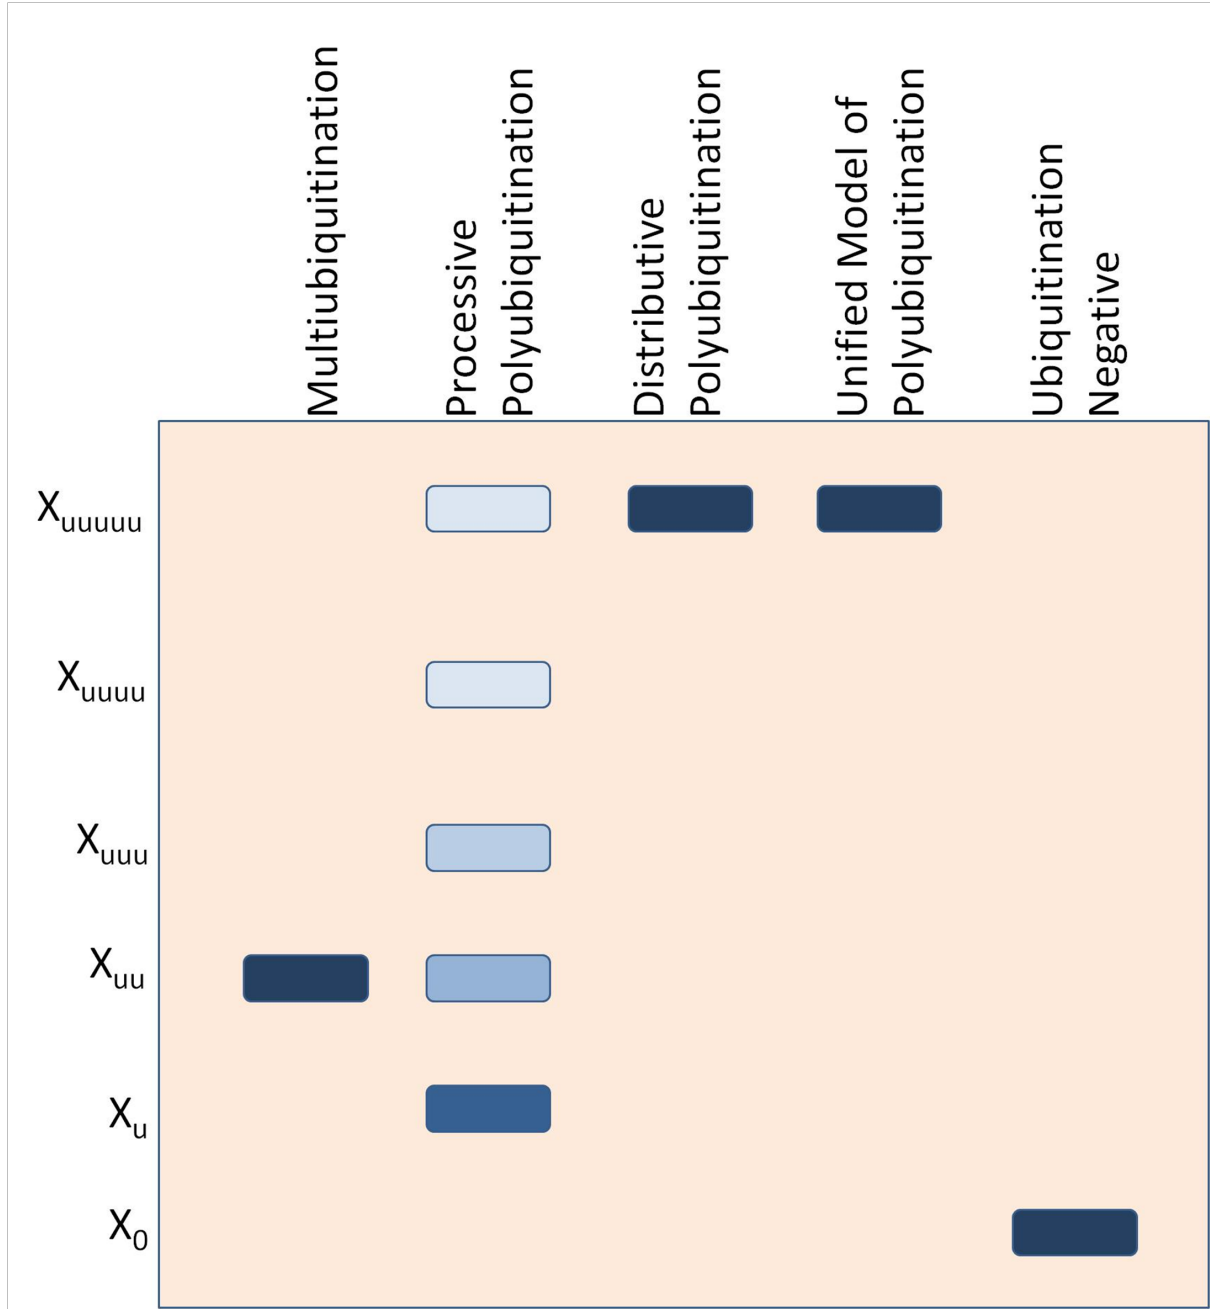 Multiubiquitination
Processive
Polyubiquitination
Distributive
Polyubiquitination
Unified Model of
Polyubiquitination
Ubiquitination
Negative
Xuuuuu
Xuuuu
Xuuu
Xuu
Xu
X0